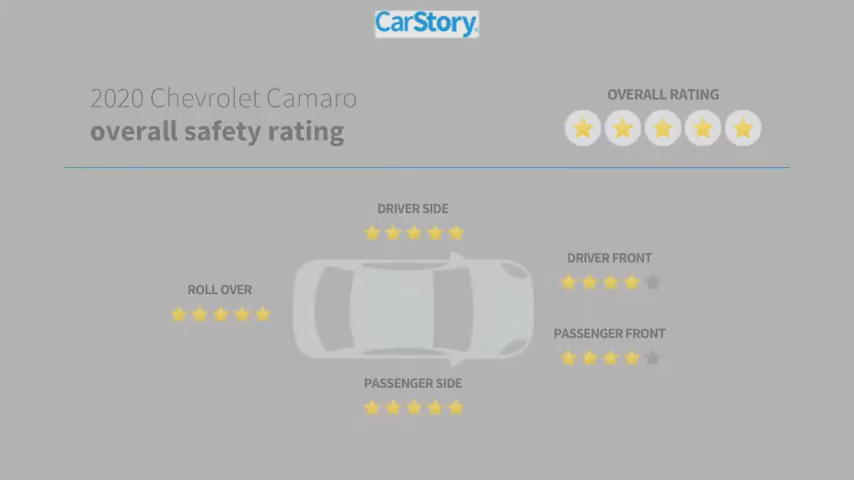 CarStory.
2020 Chevrolet Camaro
overall safety rating
OVERALL RATING
DRIVER SIDE
DRIVER FRONT
ROLL OVER
PASSENGER FRONT
PASSENGER SIDE